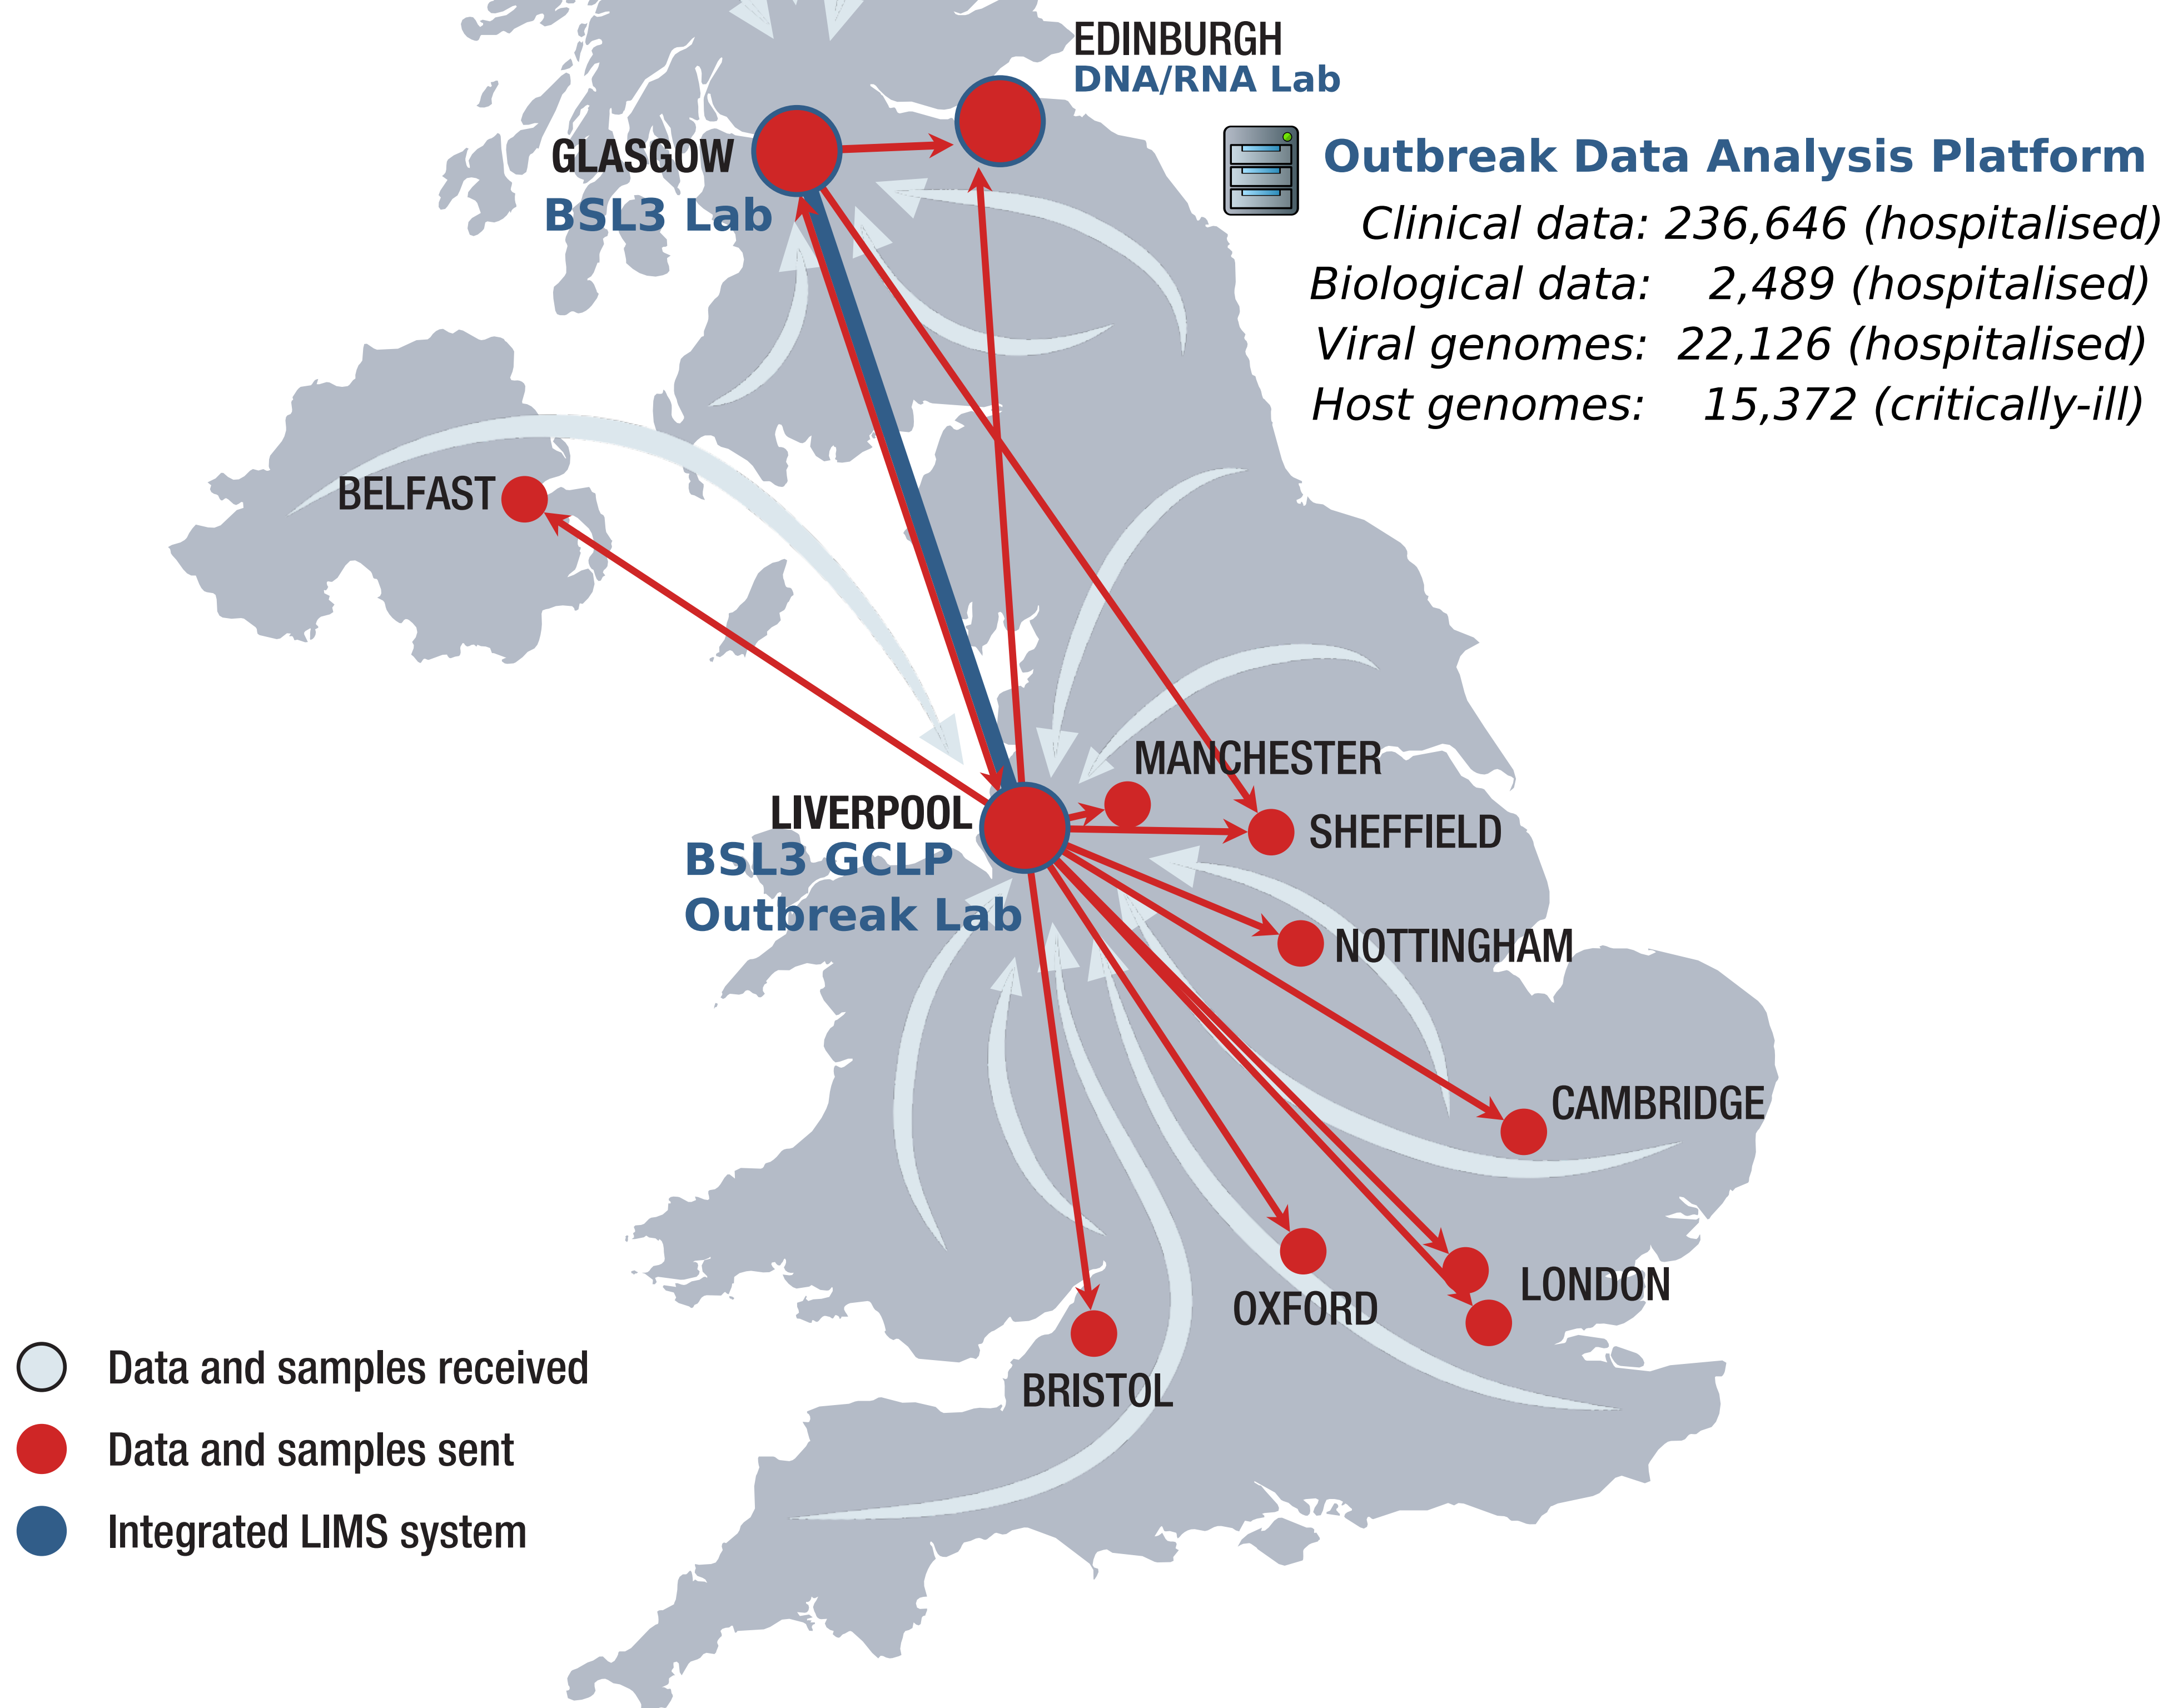 EDINBURGH
DNA/RNA Lab
GLASGOW
BSL3 Lab
Outbreak Data Analysis Platform
Clinical data: 236,646 (hospitalised)
Biological data: 2,489 (hospitalised)
Viral genomes: 22,126 (hospitalised)
Host genomes: 15,372 (critically-ill)
BELFAST
MANCHESTER
LIVERPOOL
BSL3 GCLP
Outbreak Lab
SHEFFIELD
NOTTINGHAM
CAMBRIDGE
LONDON
OXFORD
BRISTOL
Data and samples received
Data and samples sent
Integrated LIMS system